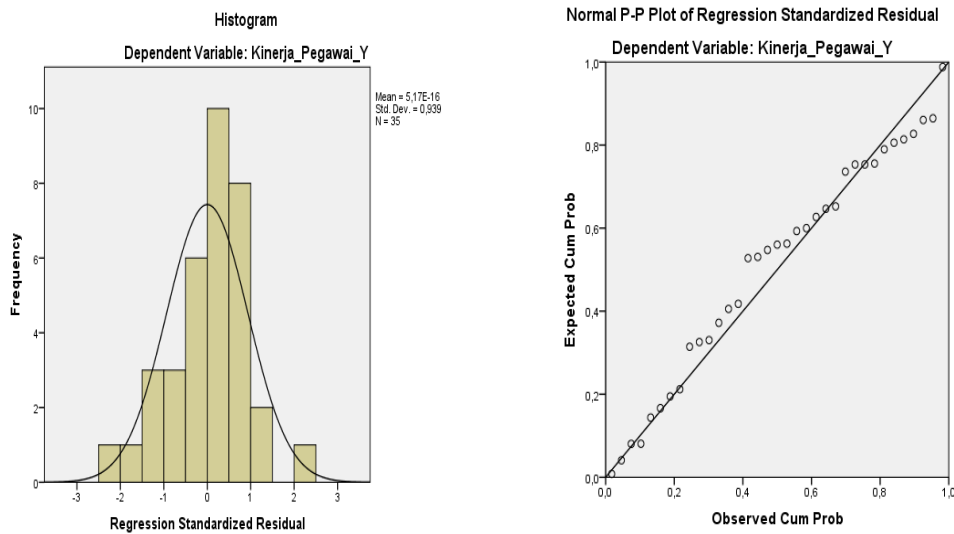 Histogram
Dependent Variable: Kinerja_Pegawai_Y
Mean = 5,17E-16
Std. Dev. = 0,939
N = 35
10
8
6
4
2
0
Frequency
-3 -2 -1 0 1 2 3
Regression Standardized Residual
Normal P-P Plot of Regression Standardized Residual
Dependent Variable: Kinerja_Pegawai_Y
1,0
0,8
0,6
0,4
0,2
0,0
Expected Cum Prob
0,0 0,2 0,4 0,6 0,8 1,0
Observed Cum Prob